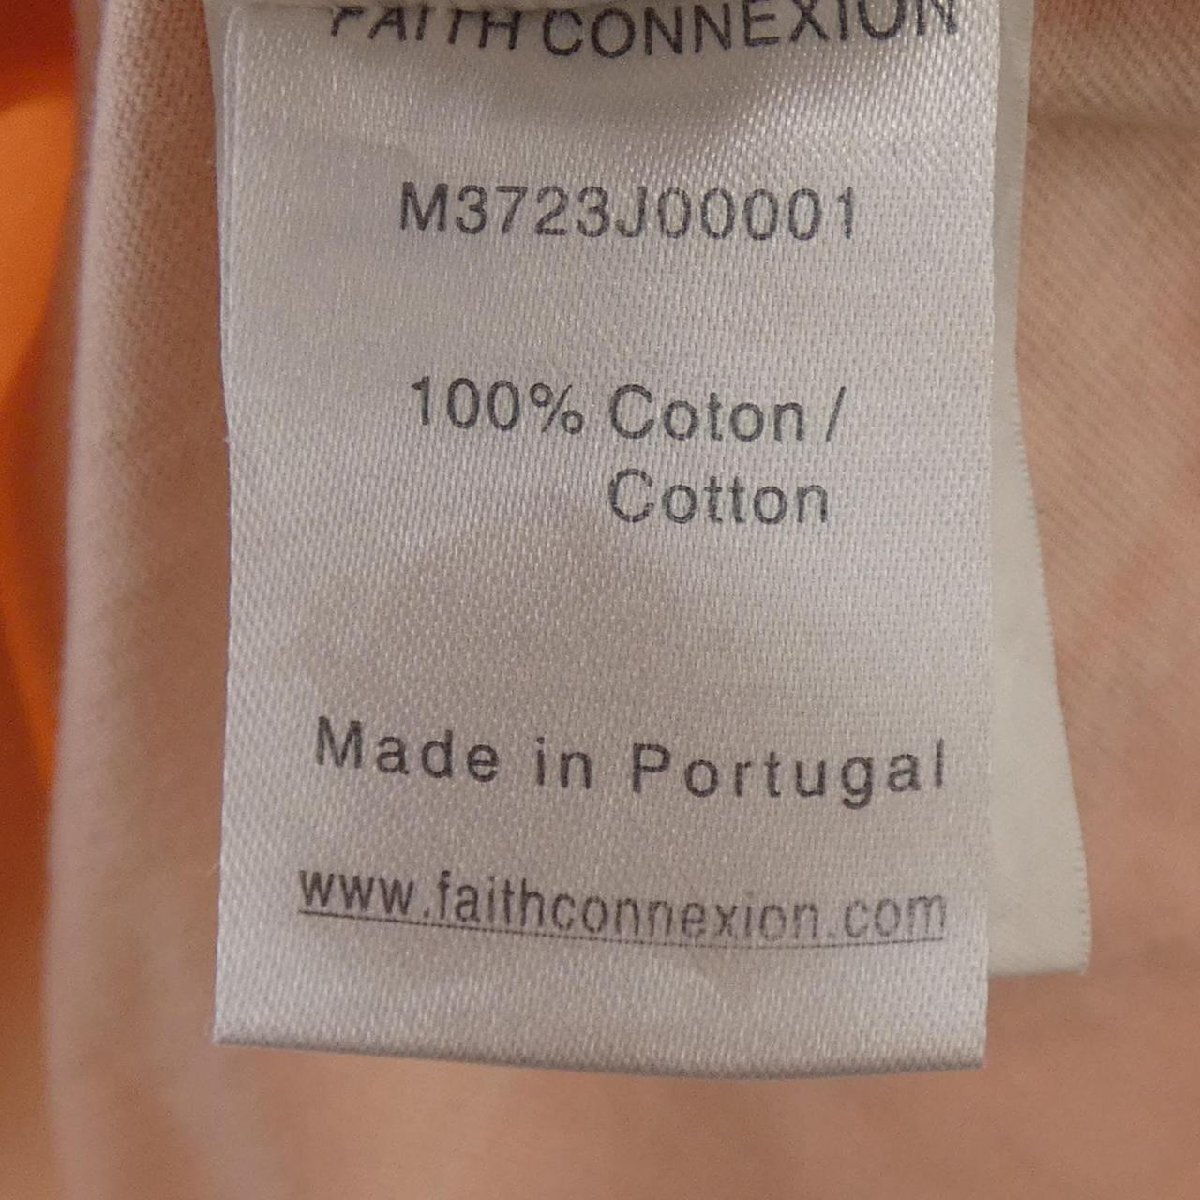 FAITH CONNEXION
M3723J00001
100% Coton /
Cotton
Made in Portugal
www.faithconnexion.com